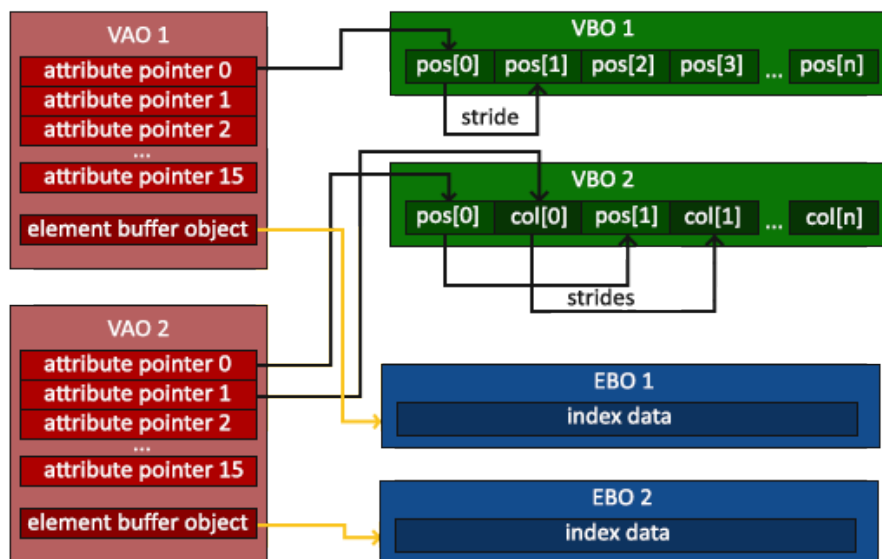 VAO 1
attribute pointer 0
attribute pointer 1
attribute pointer 2
...
attribute pointer 15
element buffer object
VBO 1
pos[0] pos[1] pos[2] pos[3] ... pos[n]
stride
VBO 2
pos[0] col[0] pos[1] col[1] ... col[n]
strides
VAO 2
attribute pointer 0
attribute pointer 1
attribute pointer 2
...
attribute pointer 15
element buffer object
EBO 1
index data
EBO 2
index data